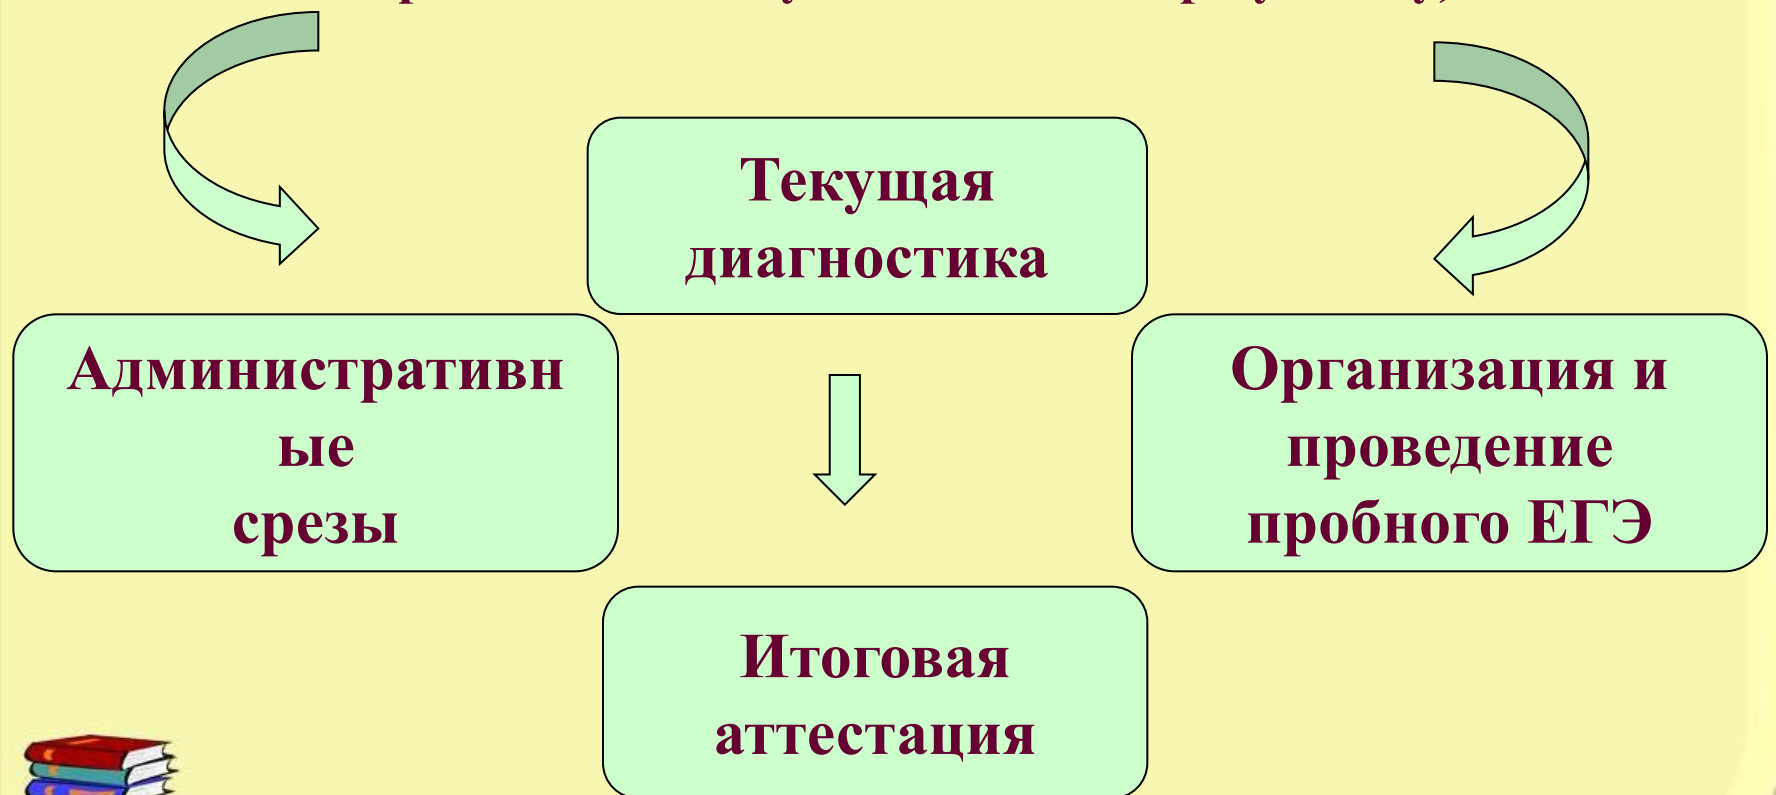 Текущая
диагностика
Административн
ые
срезы
Организация и
проведение
пробного ЕГЭ
Итоговая
аттестация